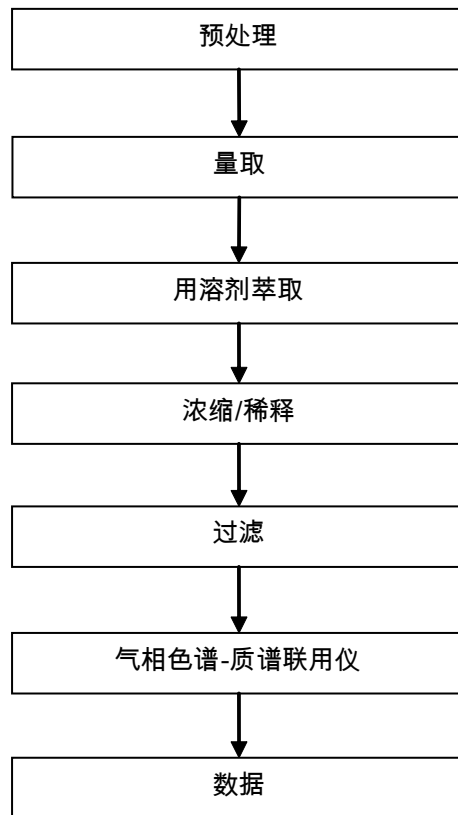 预处理
量取
用溶剂萃取
浓缩/稀释
过滤
气相色谱-质谱联用仪
数据